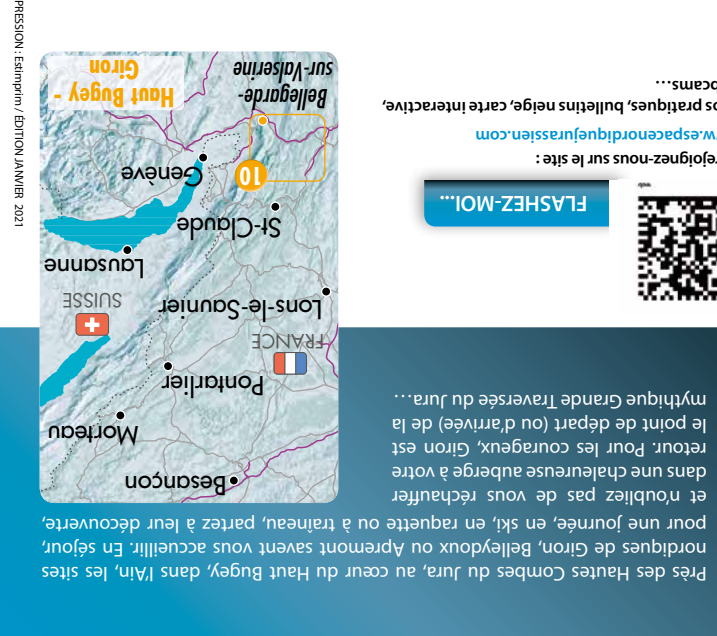 Près des Hautes Combes du Jura, au cœur du Haut Bugey, dans l'Ain, les sites
nordiques de Giron, Belleydoux ou Apremont savent vous accueillir. En séjour,
pour une journée, en ski, en raquette ou à traîneau, partez à leur découverte,
et n'oubliez pas de vous réchauffer
dans une chaleureuse auberge à votre
retour. Pour les courageux, Giron est
le point de départ (ou d'arrivée) de la
mythique Grande Traversée du Jura…
Besançon
Morteau
Pontarlier
FRANCE
Lons-le-Saunier
SUISSE
Lausanne
St-Claude
Genève
10
Bellegarde-
sur-Valserine
Haut Bugey -
Giron
FLASHEZ-MOI...
rejoignez-nous sur le site :
w.espacenordiquejurassien.com
os pratiques, bulletins neige, carte interactive,
bcams…
PRESSION : Estimprim / ÉDITION JANVIER 2021